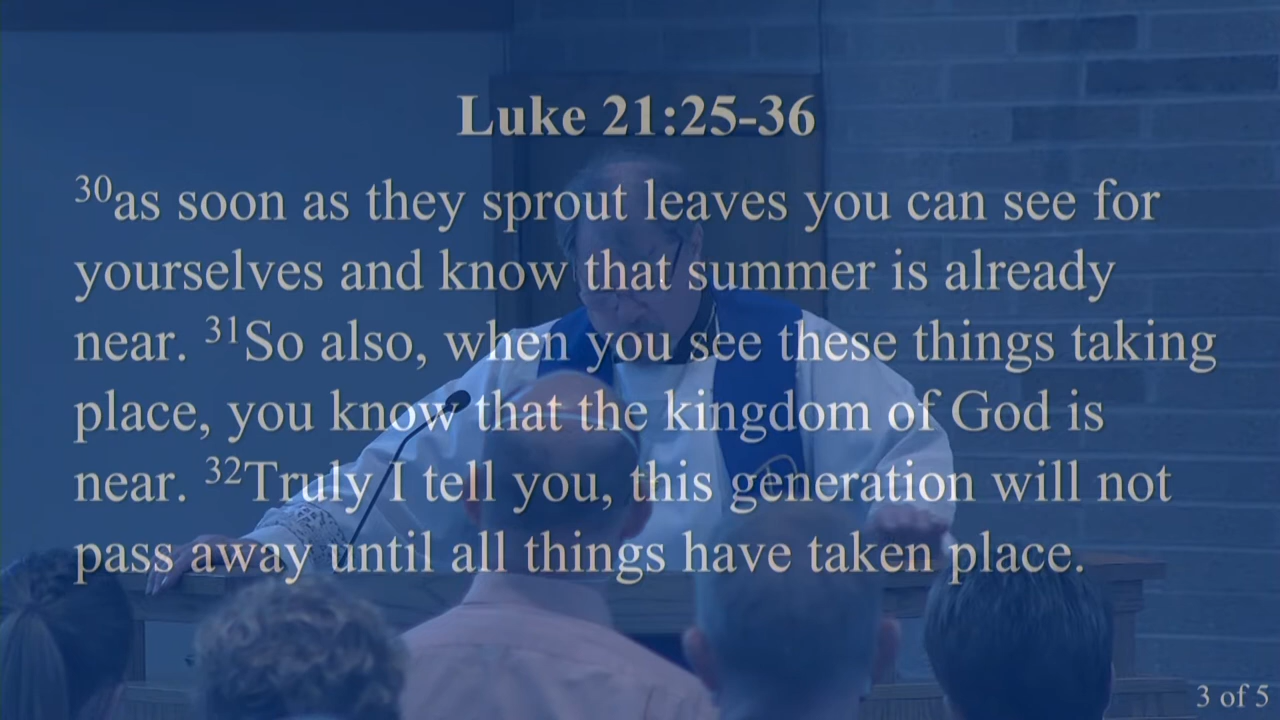 Luke 21:25-36
³⁰as soon as they sprout leaves you can see for
yourselves and know that summer is already
near. ³¹So also, when you see these things taking
place, you know that the kingdom of God is
near. ³²Truly I tell you, this generation will not
pass away until all things have taken place.
3 of 5